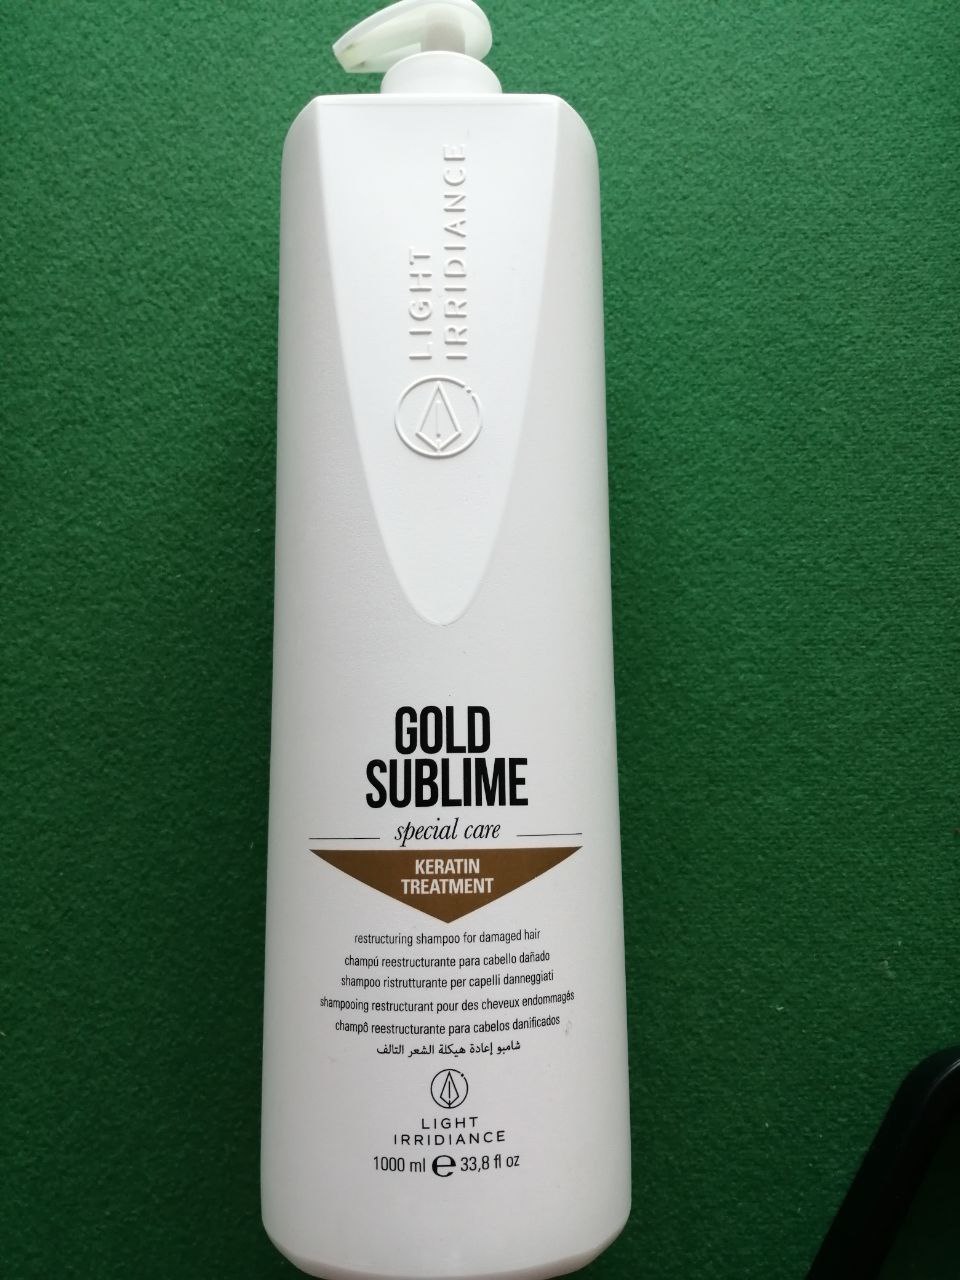 LIGHT
IRRIDIANCE
GOLD
SUBLIME
special care
KERATIN
TREATMENT
restructuring shampoo for damaged hair
champú reestructurante para cabello dañado
shampoo ristrutturante per capelli danneggiati
shampooing restructurant pour des cheveux endommagés
champô reestructurante para cabelos danificados
شامبو إعادة هيكلة الشعر التالف
LIGHT
IRRIDIANCE
1000 ml ℮ 33,8 fl oz